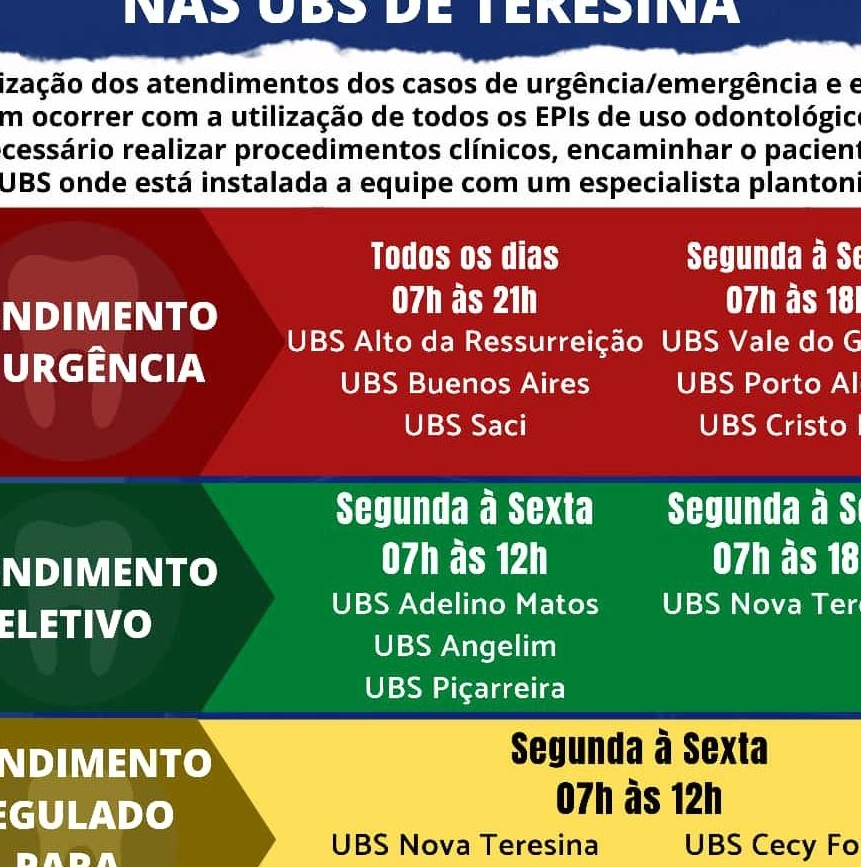 NAS UBS DE TERESINA
ização dos atendimentos dos casos de urgência/emergência e e
m ocorrer com a utilização de todos os EPIs de uso odontológic
cessário realizar procedimentos clínicos, encaminhar o pacient
UBS onde está instalada a equipe com um especialista plantoni
NDIMENTO
URGÊNCIA
Todos os dias
07h às 21h
UBS Alto da Ressurreição
UBS Buenos Aires
UBS Saci
Segunda à Se
07h às 18
UBS Vale do G
UBS Porto Al
UBS Cristo
NDIMENTO
ELETIVO
Segunda à Sexta
07h às 12h
UBS Adelino Matos
UBS Angelim
UBS Piçarreira
Segunda à S
07h às 18
UBS Nova Ter
NDIMENTO
EGULADO
PARA
Segunda à Sexta
07h às 12h
UBS Nova Teresina
UBS Cecy Fo